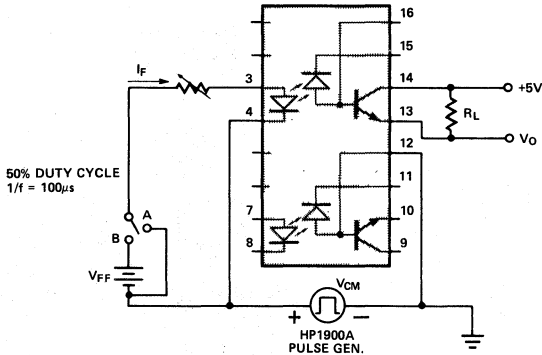 16
15
I_F
3
14
+5V
4
13
R_L
V_O
12
50% DUTY CYCLE
1/f = 100μs
11
7
10
A
B
8
9
V_FF
V_CM
+
−
HP1900A
PULSE GEN.